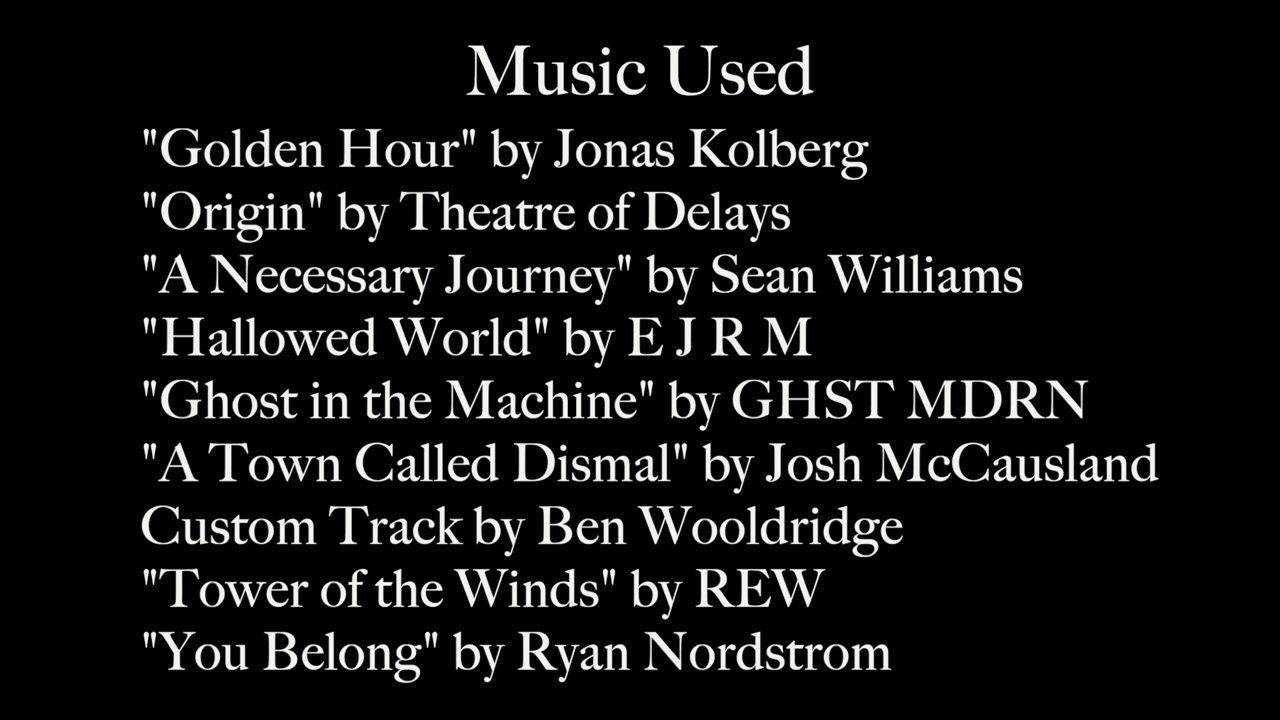 Music Used
"Golden Hour" by Jonas Kolberg
"Origin" by Theatre of Delays
"A Necessary Journey" by Sean Williams
"Hallowed World" by E J R M
"Ghost in the Machine" by GHST MDRN
"A Town Called Dismal" by Josh McCausland
Custom Track by Ben Wooldridge
"Tower of the Winds" by REW
"You Belong" by Ryan Nordstrom